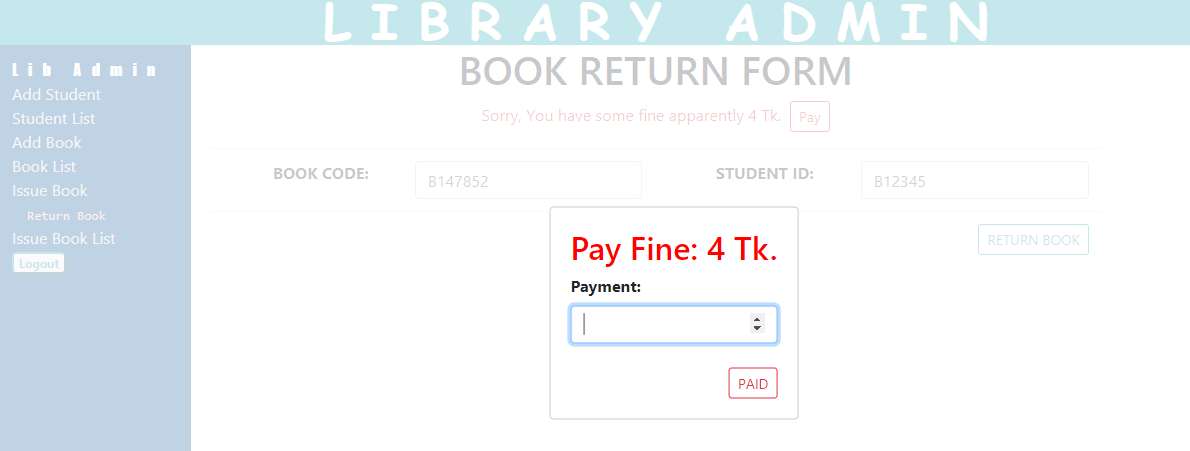 LIBRARY ADMIN
Lib Admin
Add Student
Student List
Add Book
Book List
Issue Book
Return Book
Issue Book List
Logout
BOOK RETURN FORM
Sorry, You have some fine apparently 4 Tk. Pay
BOOK CODE: B147852 STUDENT ID: B12345
RETURN BOOK
Pay Fine: 4 Tk.
Payment:
PAID